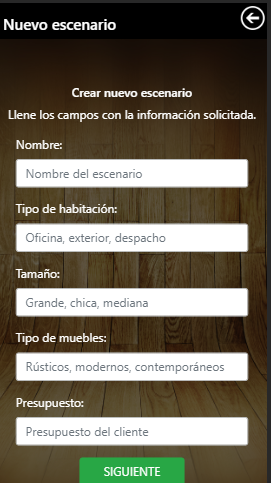 Nuevo escenario
Crear nuevo escenario
Llene los campos con la información solicitada.
Nombre:
Nombre del escenario
Tipo de habitación:
Oficina, exterior, despacho
Tamaño:
Grande, chica, mediana
Tipo de muebles:
Rústicos, modernos, contemporáneos
Presupuesto:
Presupuesto del cliente
SIGUIENTE